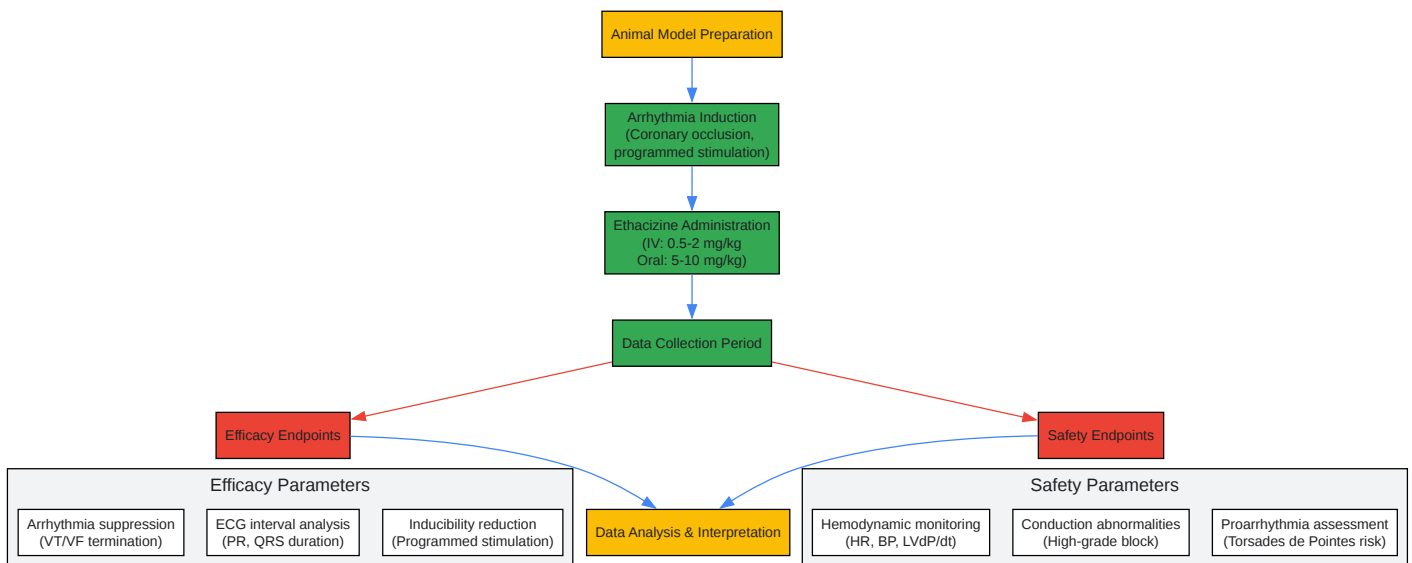 Animal Model Preparation
Arrhythmia Induction
(Coronary occlusion,
programmed stimulation)
Ethacizine Administration
(IV: 0.5-2 mg/kg
Oral: 5-10 mg/kg)
Data Collection Period
Efficacy Endpoints
Safety Endpoints
Efficacy Parameters
Arrhythmia suppression
(VT/VF termination)
ECG interval analysis
(PR, QRS duration)
Inducibility reduction
(Programmed stimulation)
Data Analysis & Interpretation
Safety Parameters
Hemodynamic monitoring
(HR, BP, LVdP/dt)
Conduction abnormalities
(High-grade block)
Proarrhythmia assessment
(Torsades de Pointes risk)